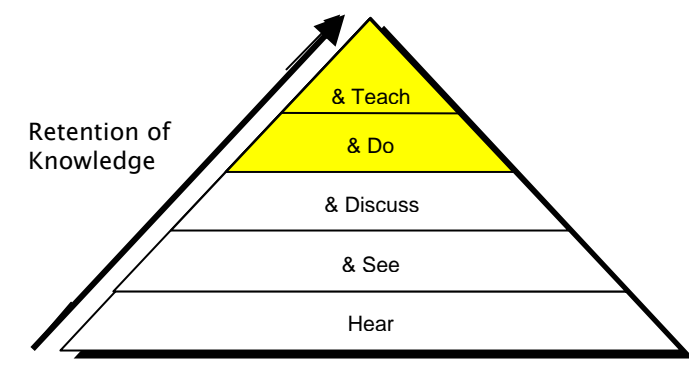 & Teach
Retention of
Knowledge
& Do
& Discuss
& See
Hear